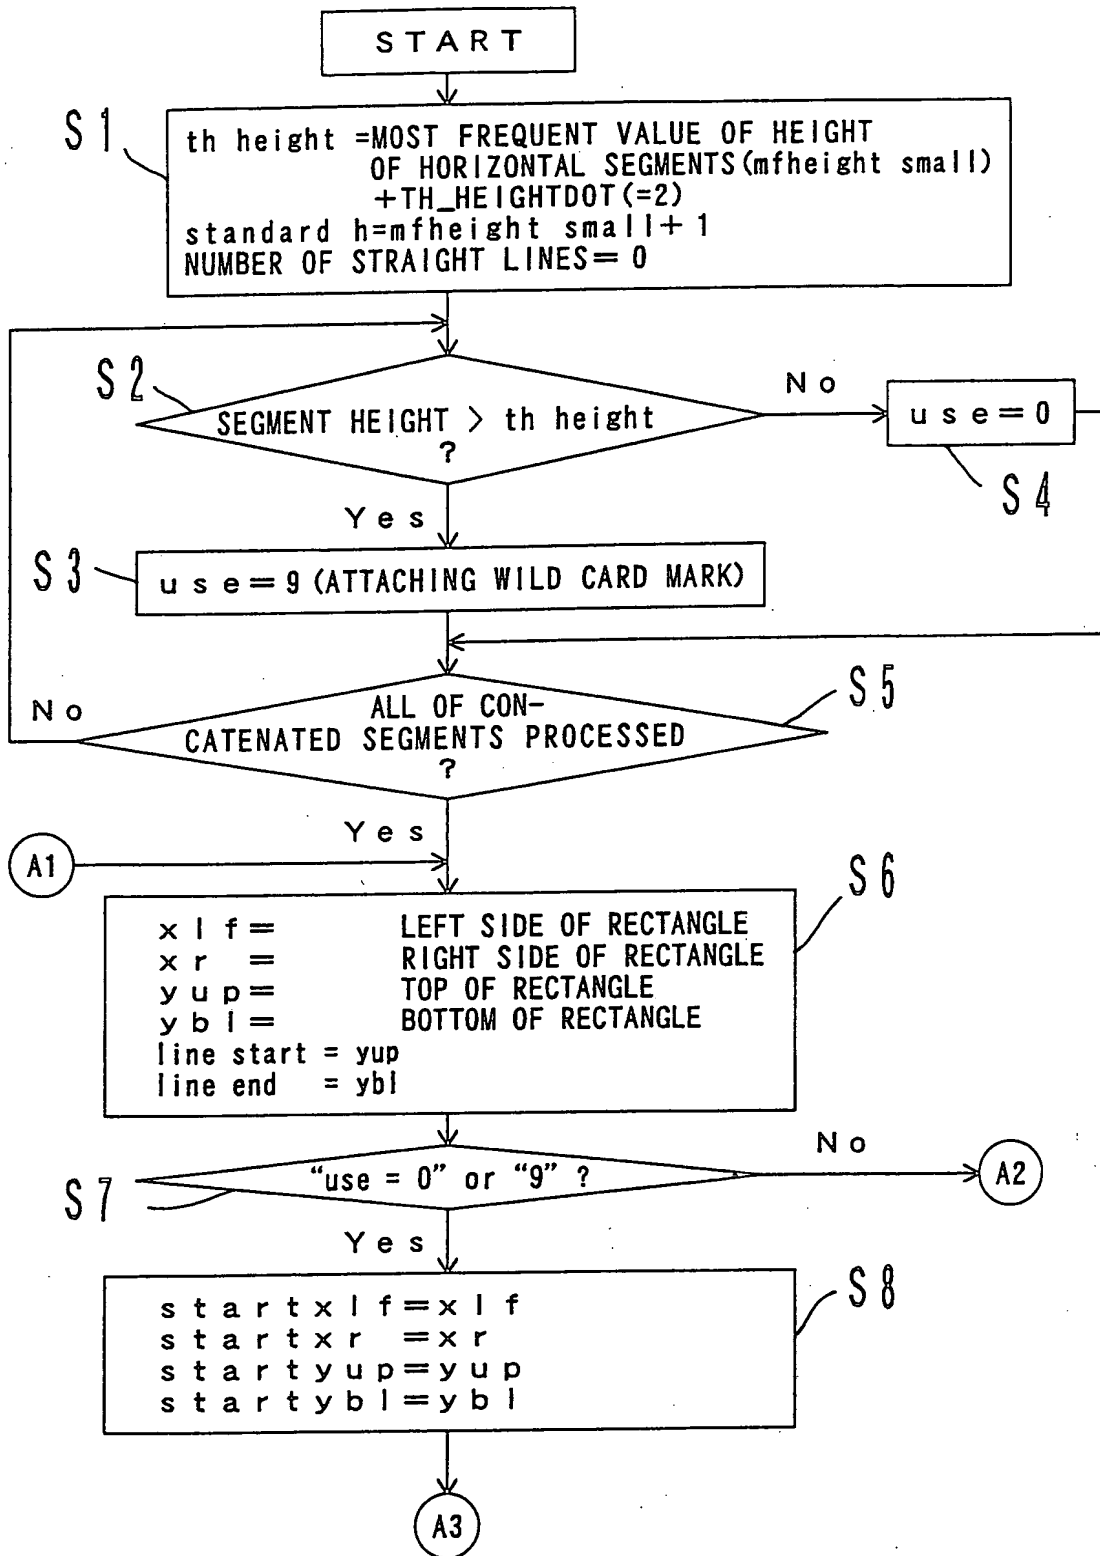 START
S1
th height =MOST FREQUENT VALUE OF HEIGHT
OF HORIZONTAL SEGMENTS(mfheight small)
+TH_HEIGHTDOT(=2)
standard h=mfheight small+1
NUMBER OF STRAIGHT LINES=0
S2
SEGMENT HEIGHT > th height
?
No
use=0
S4
Yes
S3
use=9 (ATTACHING WILD CARD MARK)
S5
No
ALL OF CON-
CATENATED SEGMENTS PROCESSED
?
Yes
A1
S6
xlf= LEFT SIDE OF RECTANGLE
xr = RIGHT SIDE OF RECTANGLE
yup= TOP OF RECTANGLE
ybl= BOTTOM OF RECTANGLE
line start = yup
line end = ybl
S7
“use = 0” or “9” ?
No
A2
Yes
S8
startxlf=xlf
startxr =xr
startyup=yup
startybl=ybl
A3